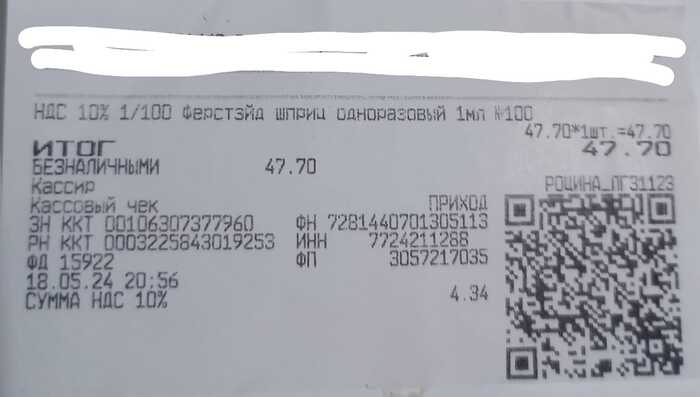 НДС 10% 1/100 Ферстэйд шприц одноразовый 1мл №100
47.70*1шт.=47.70
ИТОГ 47.70
БЕЗНАЛИЧНЫМИ 47.70
Кассир РОЦИНА_ЛГ31123
Кассовый чек ПРИХОД
ЗН ККТ 00106307377960 ФН 7281440701305113
РН ККТ 0003225843019253 ИНН 7724211288
ФД 15922 ФП 3057217035
18.05.24 20:56
СУММА НДС 10% 4.34